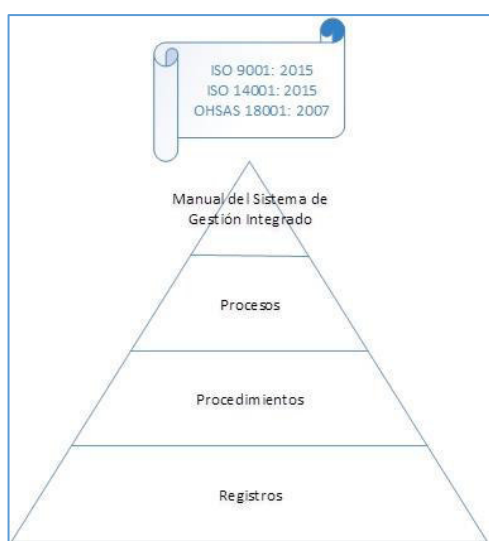 ISO 9001: 2015
ISO 14001: 2015
OHSAS 18001: 2007
Manual del Sistema de
Gestión Integrado
Procesos
Procedimientos
Registros